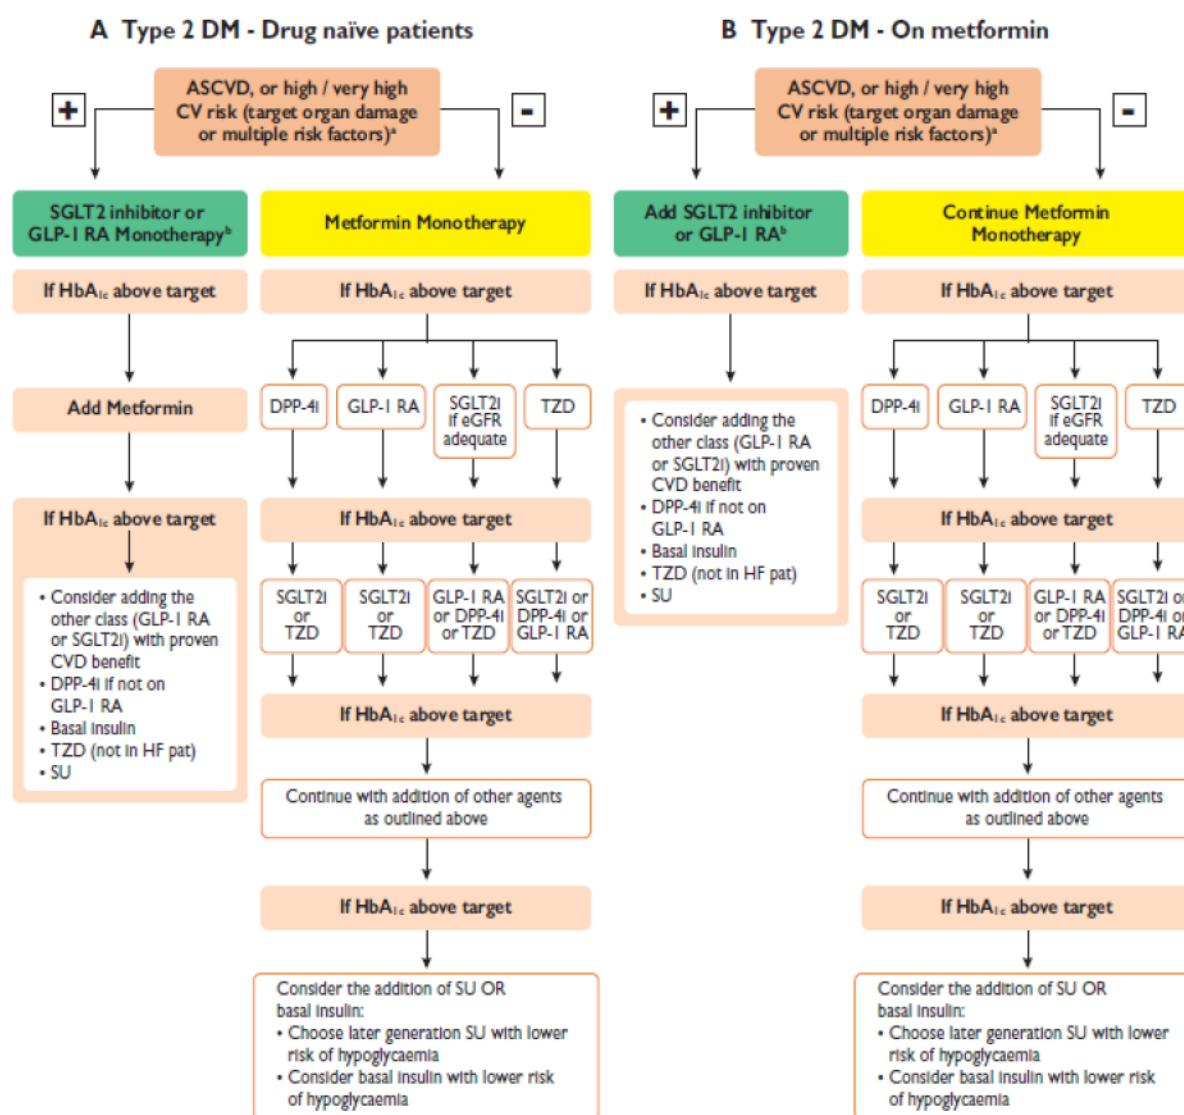 A Type 2 DM - Drug naïve patients
+
ASCVD, or high / very high
CV risk (target organ damage
or multiple risk factors)ᵃ
-
SGLT2 inhibitor or
GLP-1 RA Monotherapyᵇ
Metformin Monotherapy
If HbA1c above target
If HbA1c above target
Add Metformin
DPP-4i
GLP-1 RA
SGLT2i
if eGFR
adequate
TZD
If HbA1c above target
If HbA1c above target
• Consider adding the
other class (GLP-1 RA
or SGLT2i) with proven
CVD benefit
• DPP-4i if not on
GLP-1 RA
• Basal insulin
• TZD (not in HF pat)
• SU
SGLT2i
or
TZD
SGLT2i
or
TZD
GLP-1 RA
or DPP-4i
or TZD
SGLT2i or
DPP-4i or
GLP-1 RA
If HbA1c above target
Continue with addition of other agents
as outlined above
If HbA1c above target
Consider the addition of SU OR
basal insulin:
• Choose later generation SU with lower
risk of hypoglycaemia
• Consider basal insulin with lower risk
of hypoglycaemia
B Type 2 DM - On metformin
+
ASCVD, or high / very high
CV risk (target organ damage
or multiple risk factors)ᵃ
-
Add SGLT2 inhibitor
or GLP-1 RAᵇ
Continue Metformin
Monotherapy
If HbA1c above target
If HbA1c above target
• Consider adding the
other class (GLP-1 RA
or SGLT2i) with proven
CVD benefit
• DPP-4i if not on
GLP-1 RA
• Basal insulin
• TZD (not in HF pat)
• SU
DPP-4i
GLP-1 RA
SGLT2i
if eGFR
adequate
TZD
If HbA1c above target
SGLT2i
or
TZD
SGLT2i
or
TZD
GLP-1 RA
or DPP-4i
or TZD
SGLT2i or
DPP-4i or
GLP-1 RA
If HbA1c above target
Continue with addition of other agents
as outlined above
If HbA1c above target
Consider the addition of SU OR
basal insulin:
• Choose later generation SU with lower
risk of hypoglycaemia
• Consider basal insulin with lower risk
of hypoglycaemia